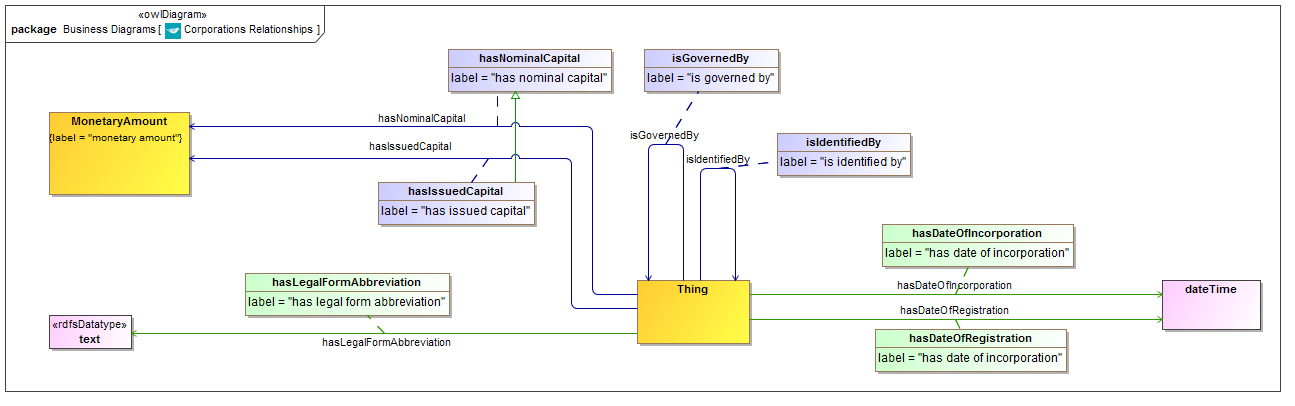 «owlDiagram»
package Business Diagrams [ Corporations Relationships ]
hasNominalCapital
label = "has nominal capital"
isGovernedBy
label = "is governed by"
MonetaryAmount
{label = "monetary amount"}
hasNominalCapital
hasIssuedCapital
isGovernedBy
isIdentifiedBy
isIdentifiedBy
label = "is identified by"
hasIssuedCapital
label = "has issued capital"
hasDateOfIncorporation
label = "has date of incorporation"
hasLegalFormAbbreviation
label = "has legal form abbreviation"
Thing
hasDateOfIncorporation
dateTime
hasDateOfRegistration
«rdfsDatatype»
text
hasLegalFormAbbreviation
hasDateOfRegistration
label = "has date of incorporation"